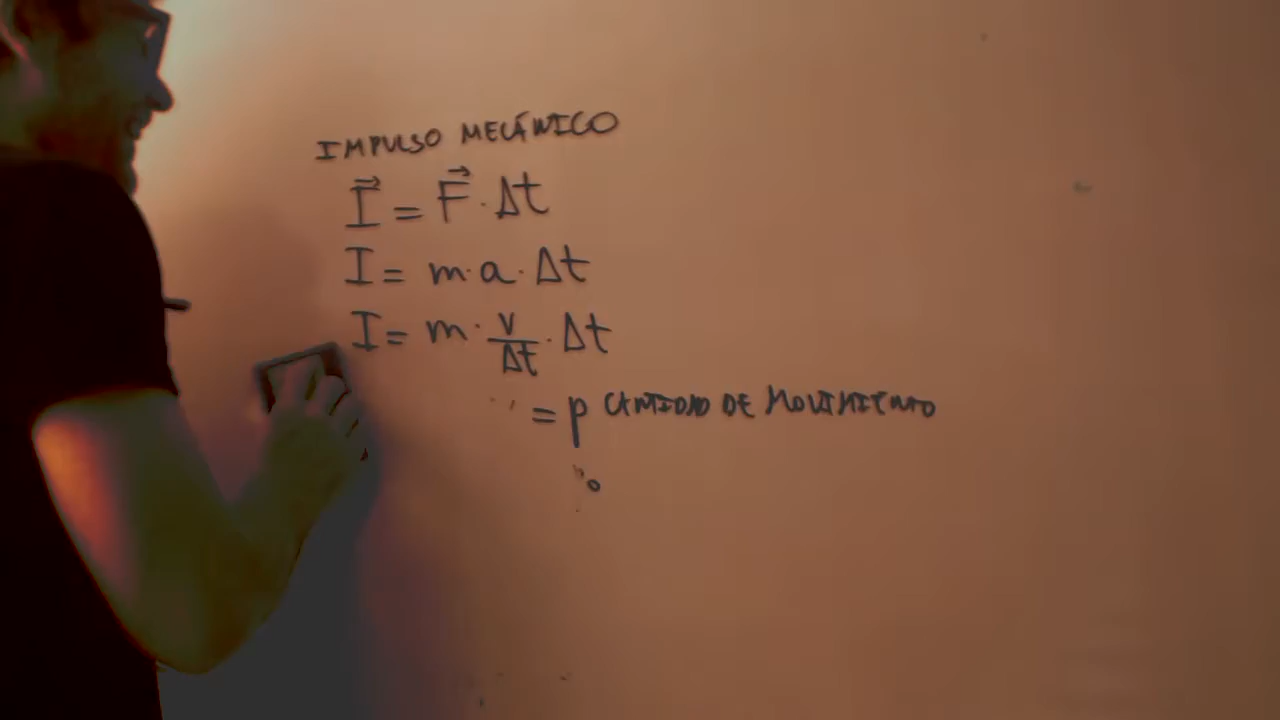 IMPULSO MECÁNICO
I⃗ = F⃗ · Δt
I = m · a · Δt
I = m · v/Δt · Δt
= p CANTIDAD DE MOVIMIENTO